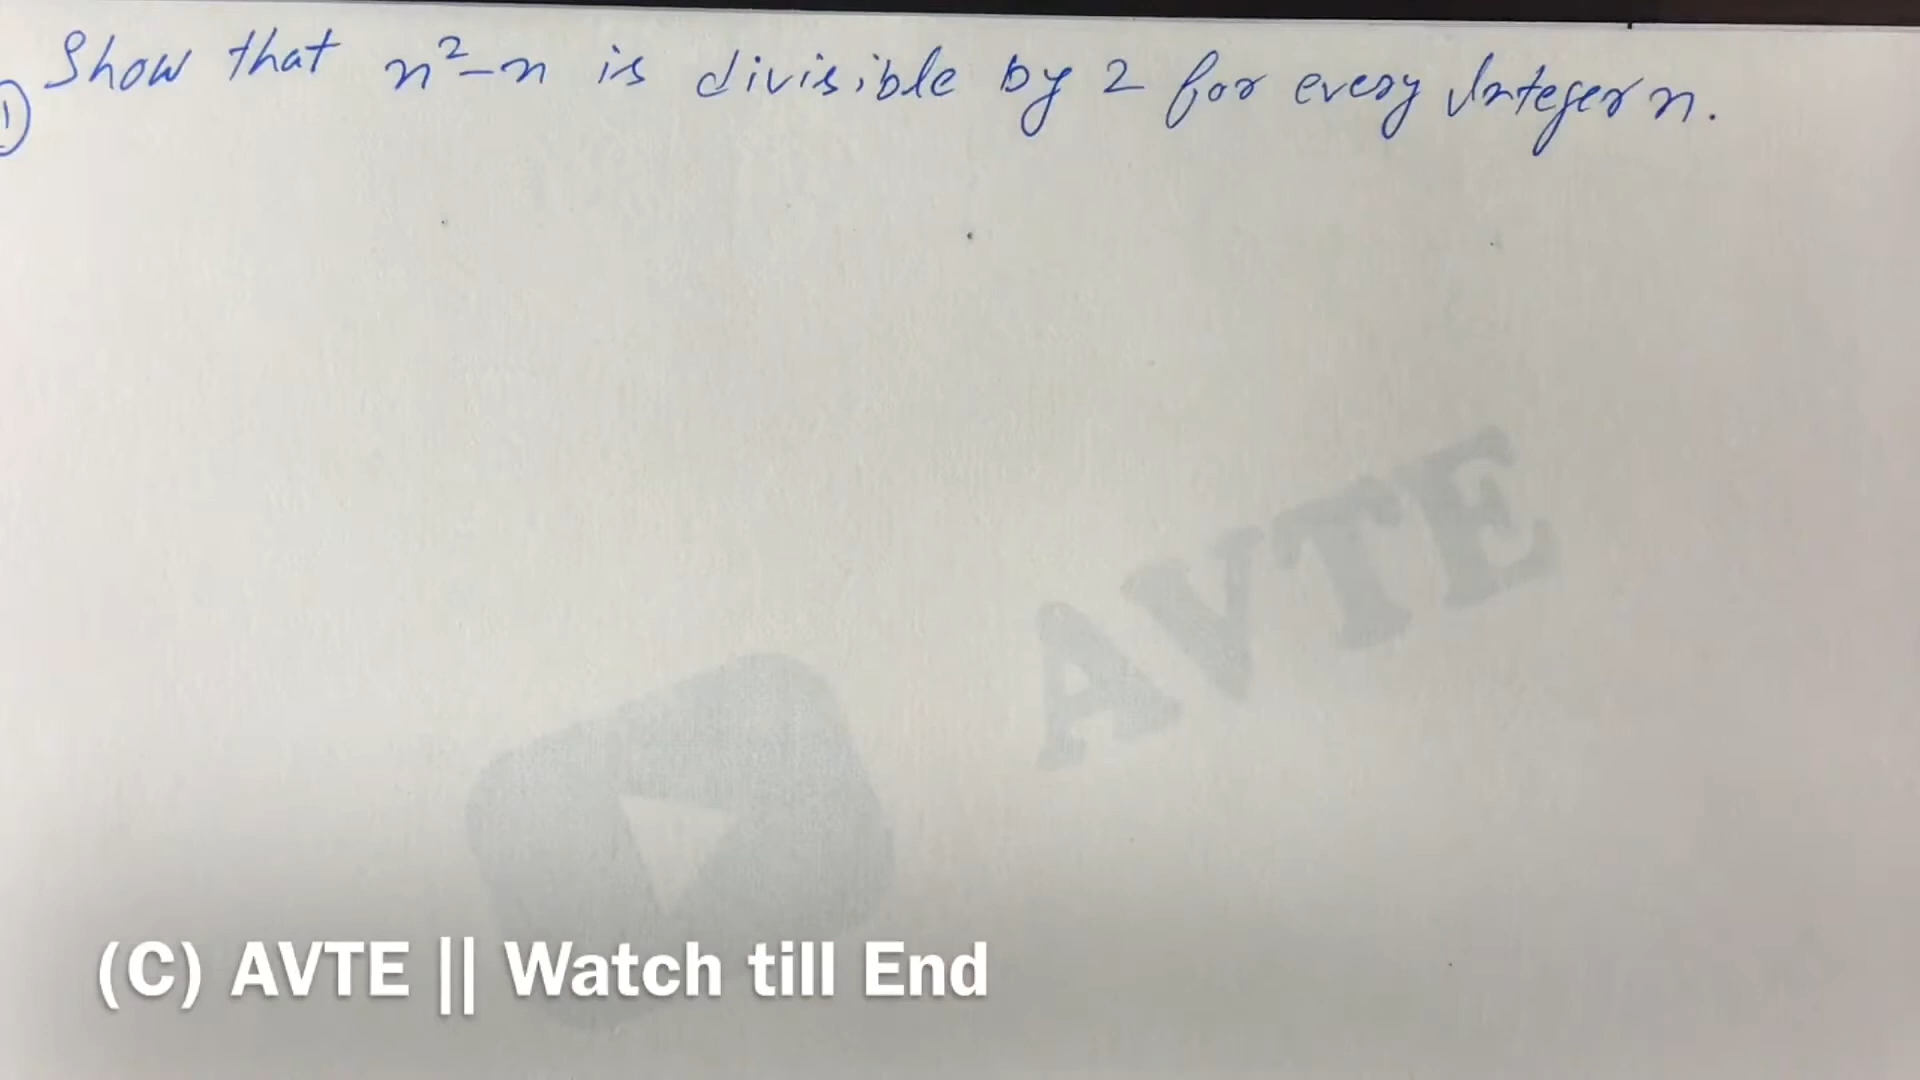 ① Show that n²-n is divisible by 2 for every Integer n.
AVTE
(C) AVTE || Watch till End